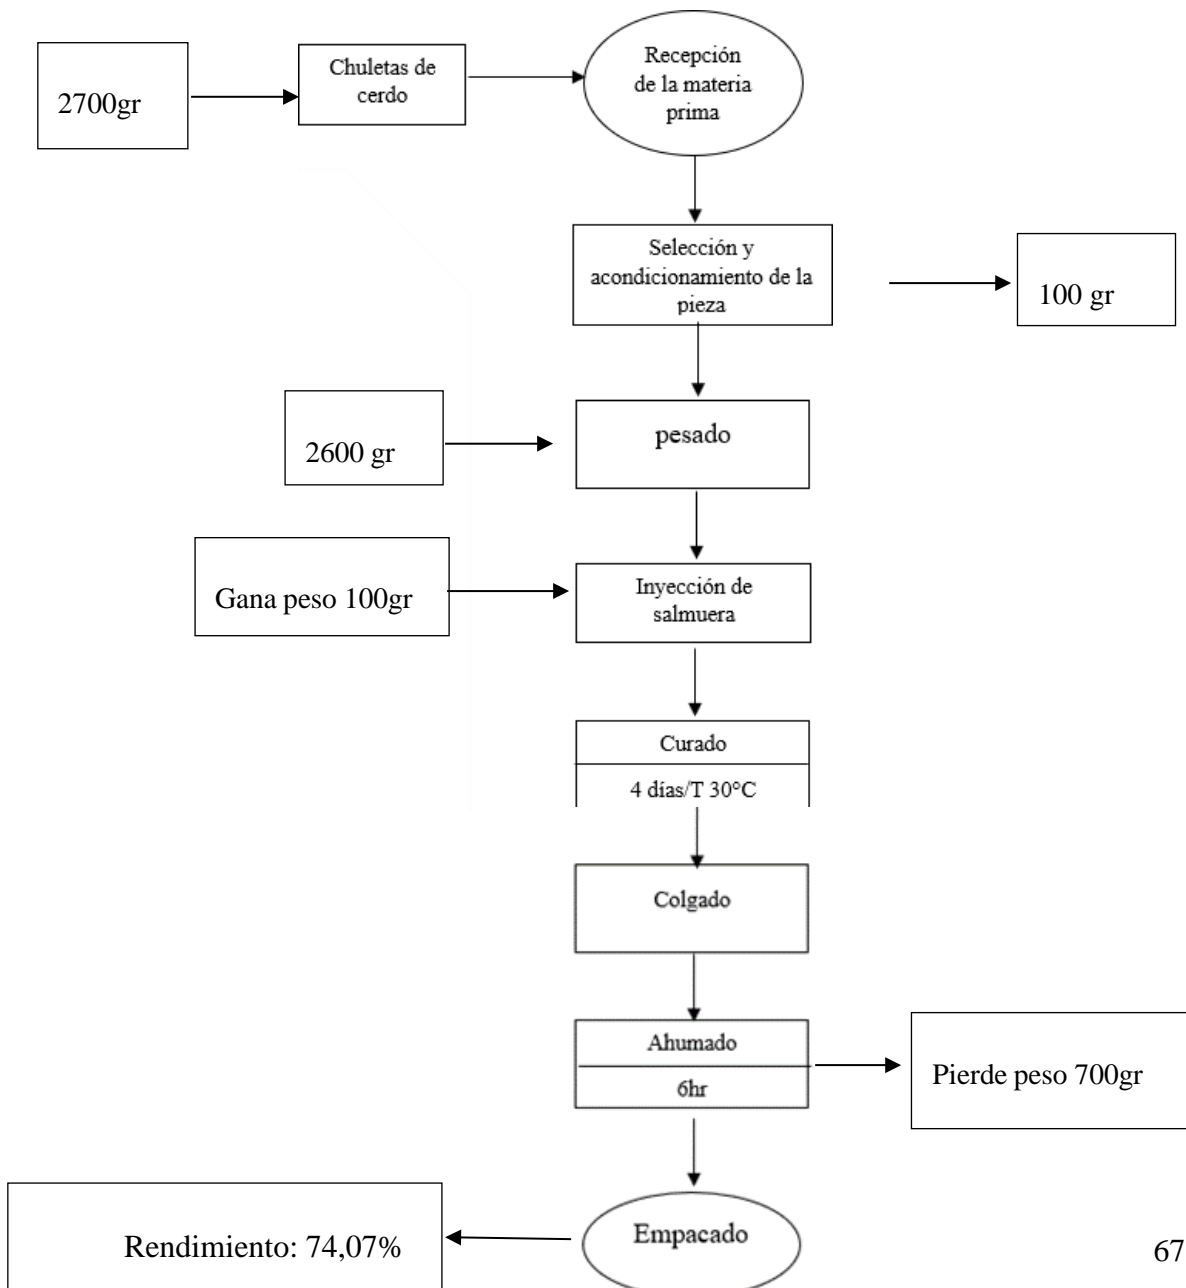 2700gr
Chuletas de
cerdo
Recepción
de la materia
prima
Selección y
acondicionamiento de la
pieza
100 gr
2600 gr
pesado
Gana peso 100gr
Inyección de
salmuera
Curado
4 días/T 30°C
Colgado
Ahumado
6hr
Pierde peso 700gr
Empacado
Rendimiento: 74,07%
67